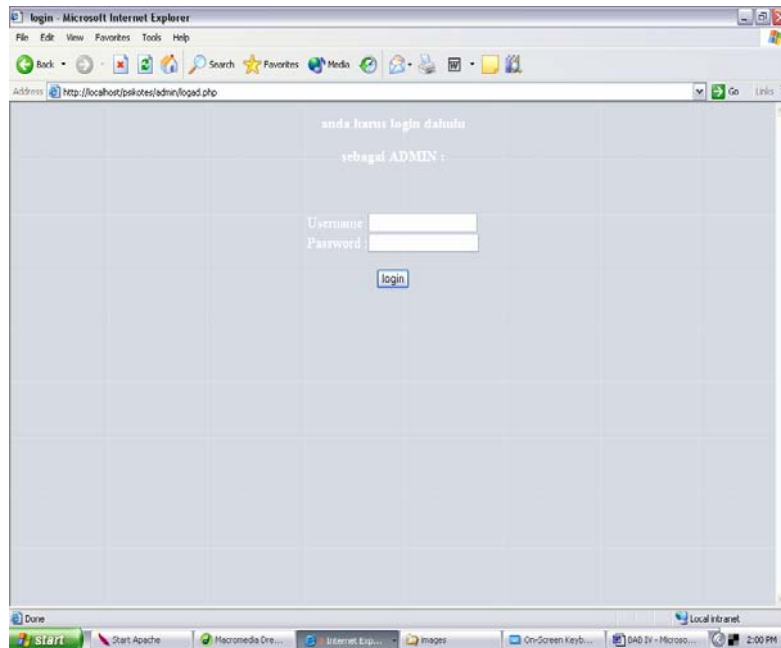 login - Microsoft Internet Explorer
File Edit View Favorites Tools Help
Back Search Favorites Media
Address http://localhost/psikotes/admin/logad.php Go Links
anda harus login dahulu
sebagai ADMIN :
Username
Password :
login
Done Local intranet
start Start Apache Macromedia Dre... Internet Exp... images On-Screen Keyb... BAB IV - Microso... 2:00 PM